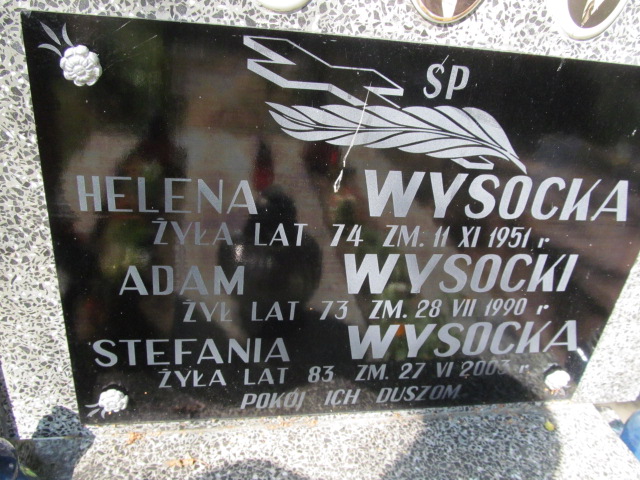 ŚP
HELENA WYSOCKA
ŻYŁA LAT 74 ZM. 11 XI 1951 r
ADAM WYSOCKI
ŻYŁ LAT 73 ZM. 28 VII 1990 r
STEFANIA WYSOCKA
ŻYŁA LAT 83 ZM. 27 VI 2003 r.
POKÓJ ICH DUSZOM